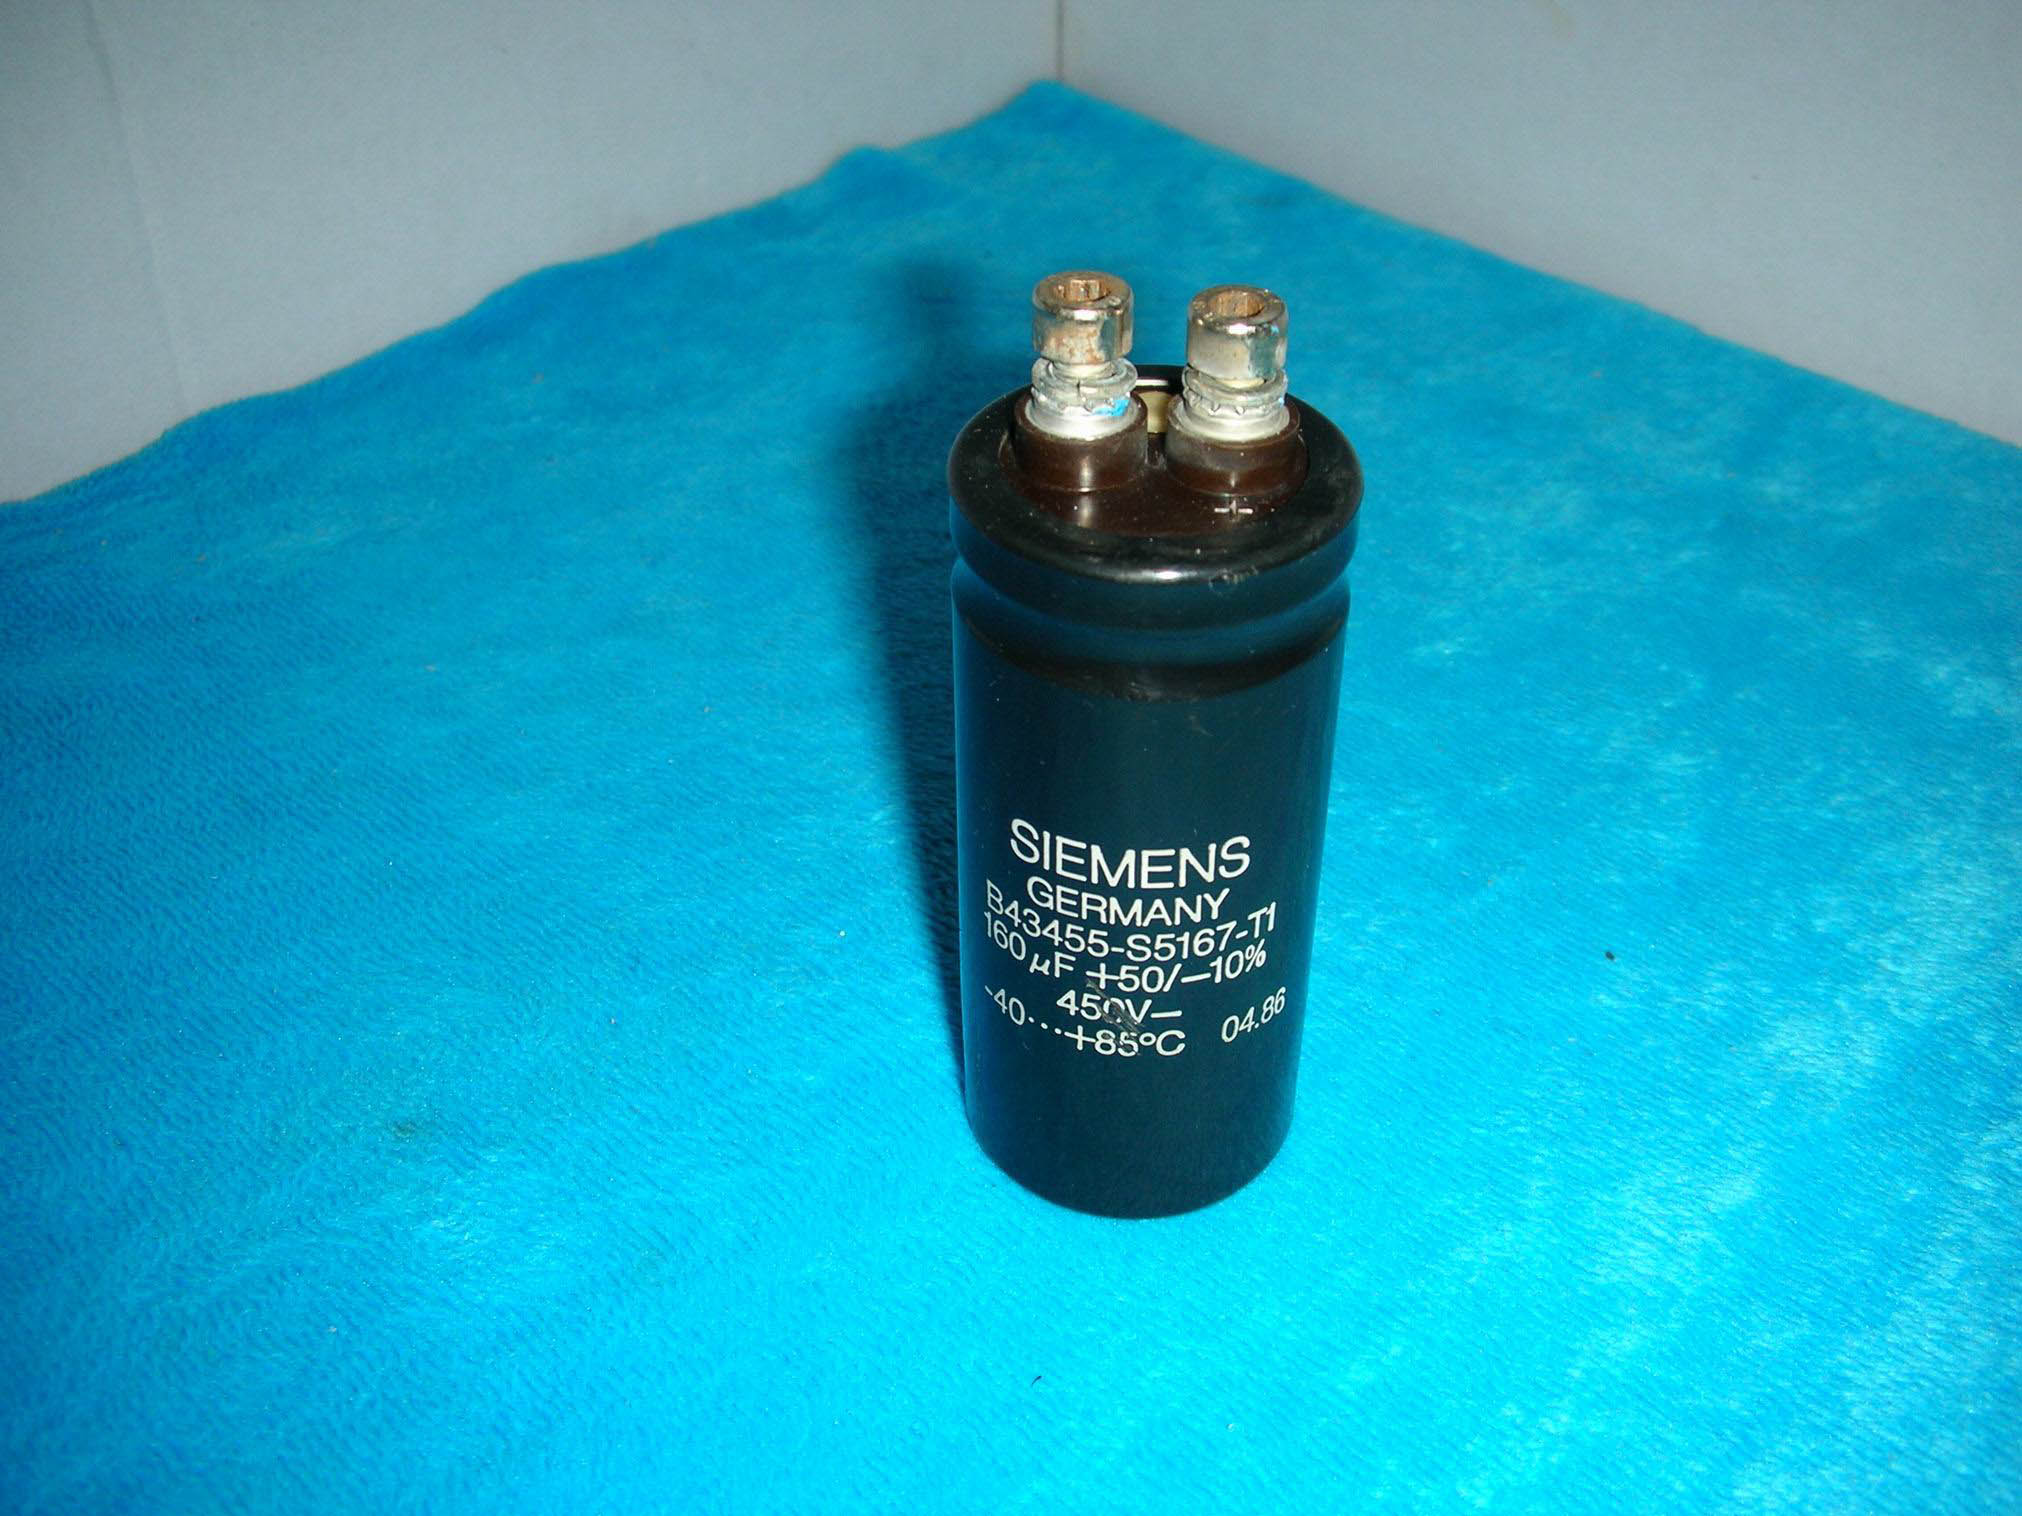 −
+
SIEMENS
GERMANY
B43455-S5167-T1
160 µF +50/−10%
450V−
-40...+85°C 04.86